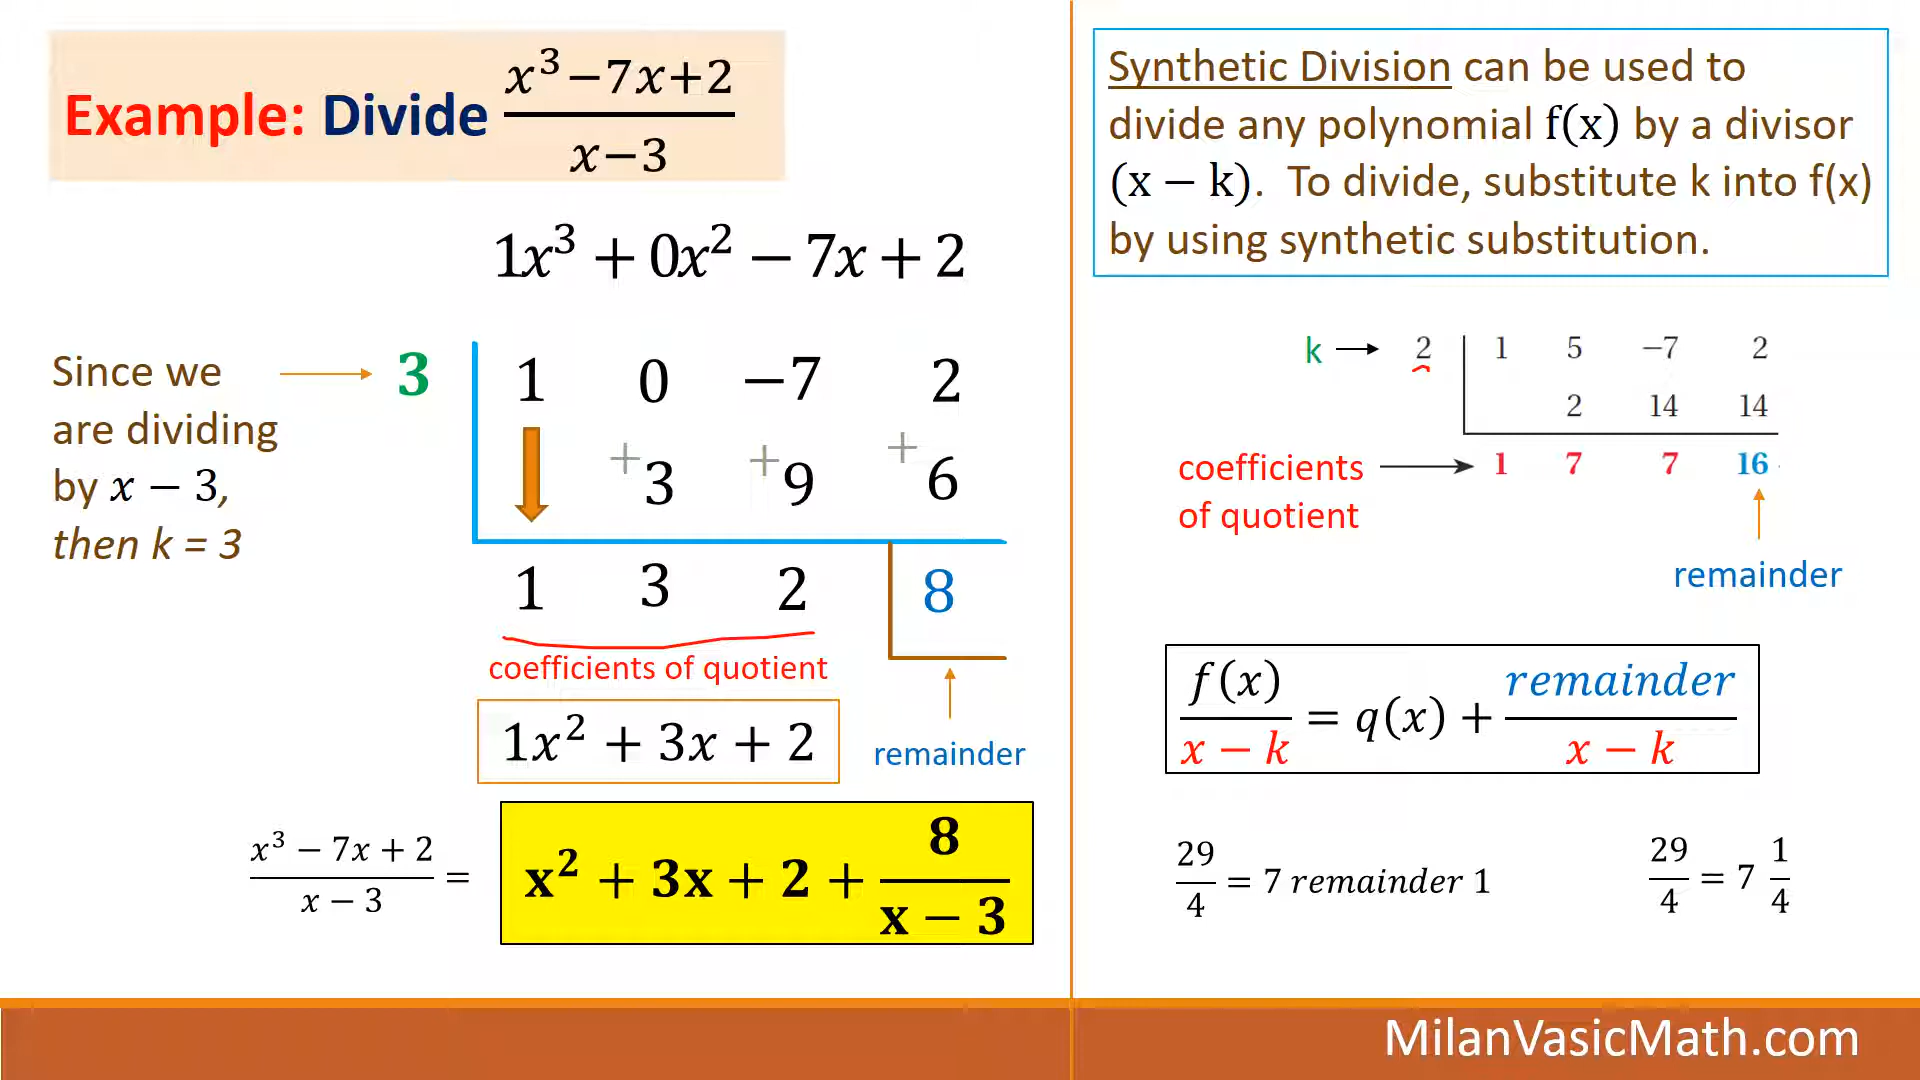 Example: Divide (x³−7x+2)/(x−3)
1x³ + 0x² − 7x + 2
Since we
are dividing
by x − 3,
then k = 3
3 1 0 −7 2
+3 +9 +6
1 3 2 8
coefficients of quotient
1x² + 3x + 2
remainder
(x³ − 7x + 2)/(x − 3) = x² + 3x + 2 + 8/(x − 3)
Synthetic Division can be used to
divide any polynomial f(x) by a divisor
(x − k). To divide, substitute k into f(x)
by using synthetic substitution.
k → 2 1 5 −7 2
2 14 14
coefficients
of quotient
→ 1 7 7 16
remainder
f(x)/(x − k) = q(x) + remainder/(x − k)
29/4 = 7 remainder 1
29/4 = 7 1/4
MilanVasicMath.com